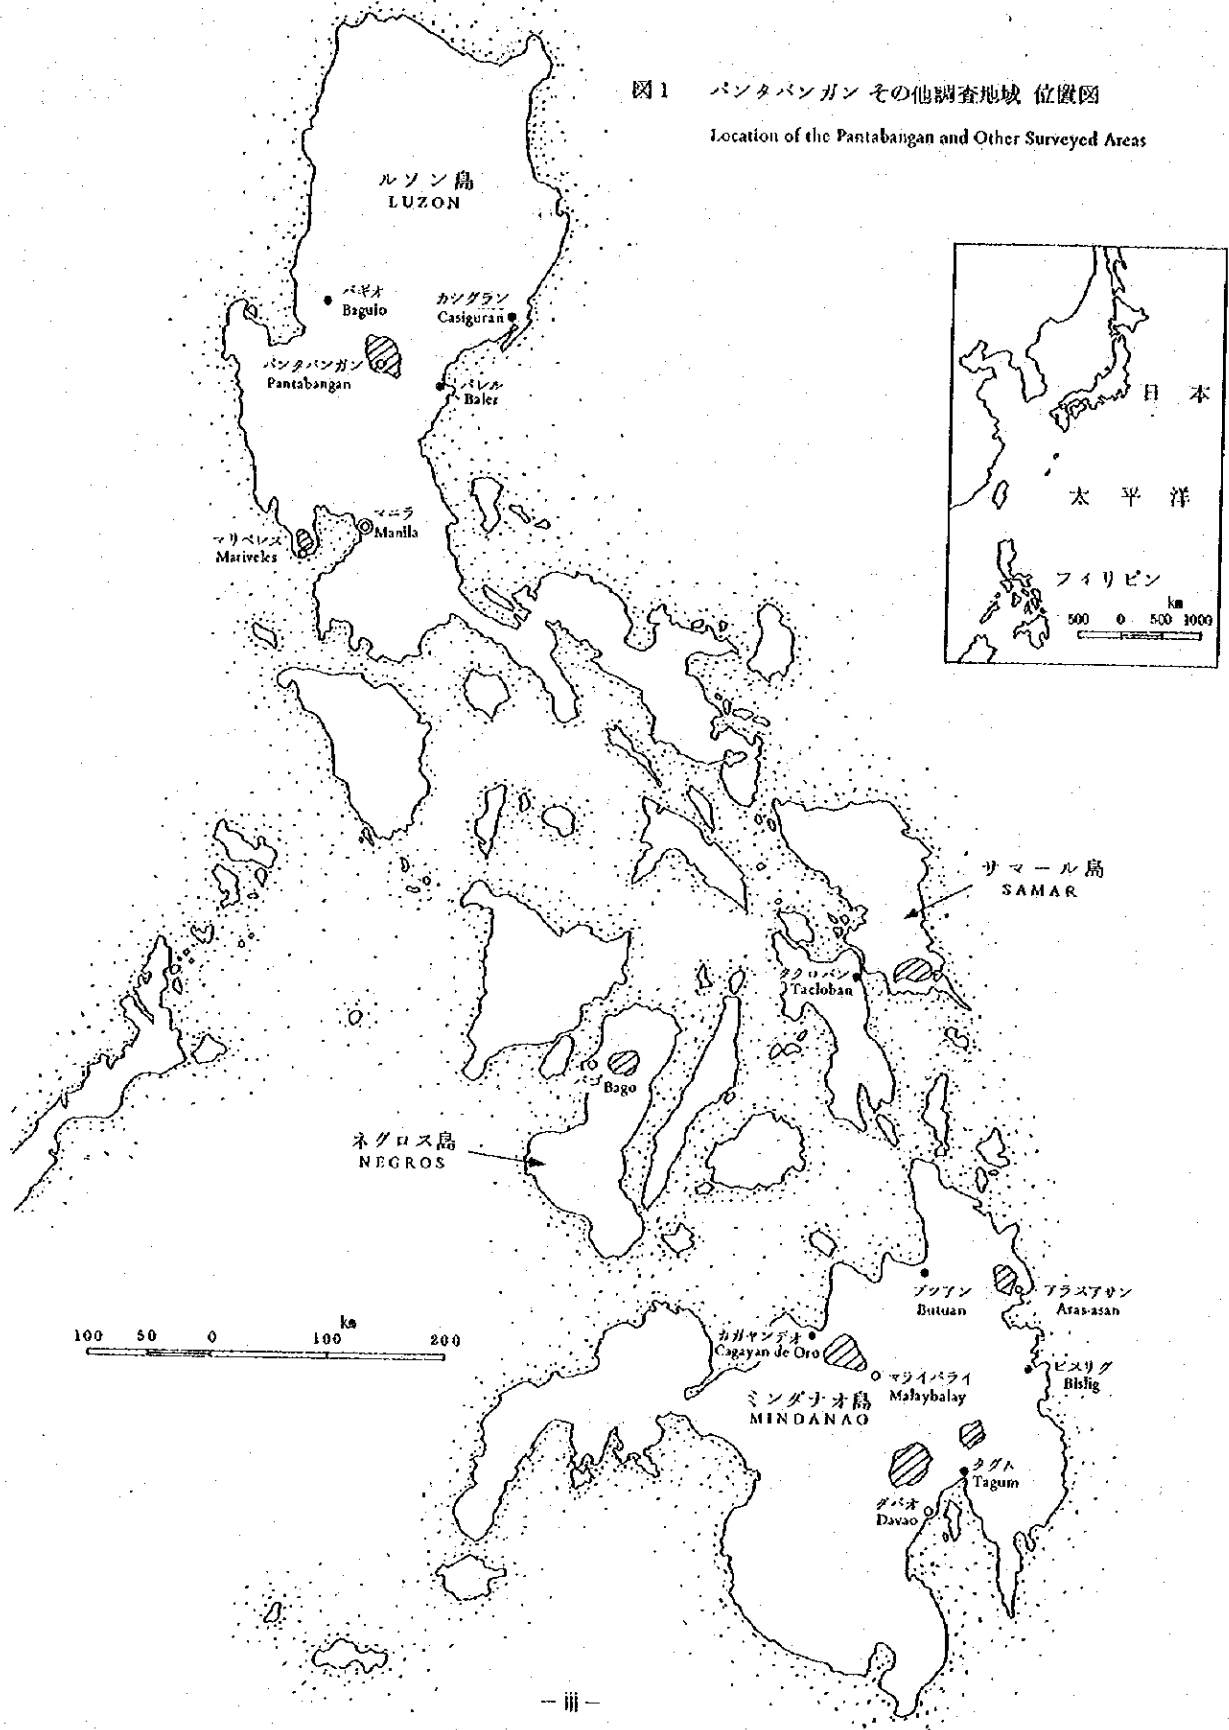 図1 パンタバンガン その他調査地域 位置図
Location of the Pantabangan and Other Surveyed Areas
ルソン島
LUZON
バギオ
Baguio
カシグラン
Casiguran
パンタバンガン
Pantabangan
バレル
Baler
マニラ
Manila
マリベレス
Mariveles
日本
太平洋
フィリピン
km
500 0 500 1000
サマール島
SAMAR
タクロバン
Tacloban
バゴ
Bago
ネグロス島
NEGROS
ブツアン
Butuan
アラスアサン
Aras-asan
km
100 50 0 100 200
カガヤンデオロ
Cagayan de Oro
マライバライ
Malaybalay
ビスリグ
Bislig
ミンダナオ島
MINDANAO
タグム
Tagum
ダバオ
Davao
— iii —